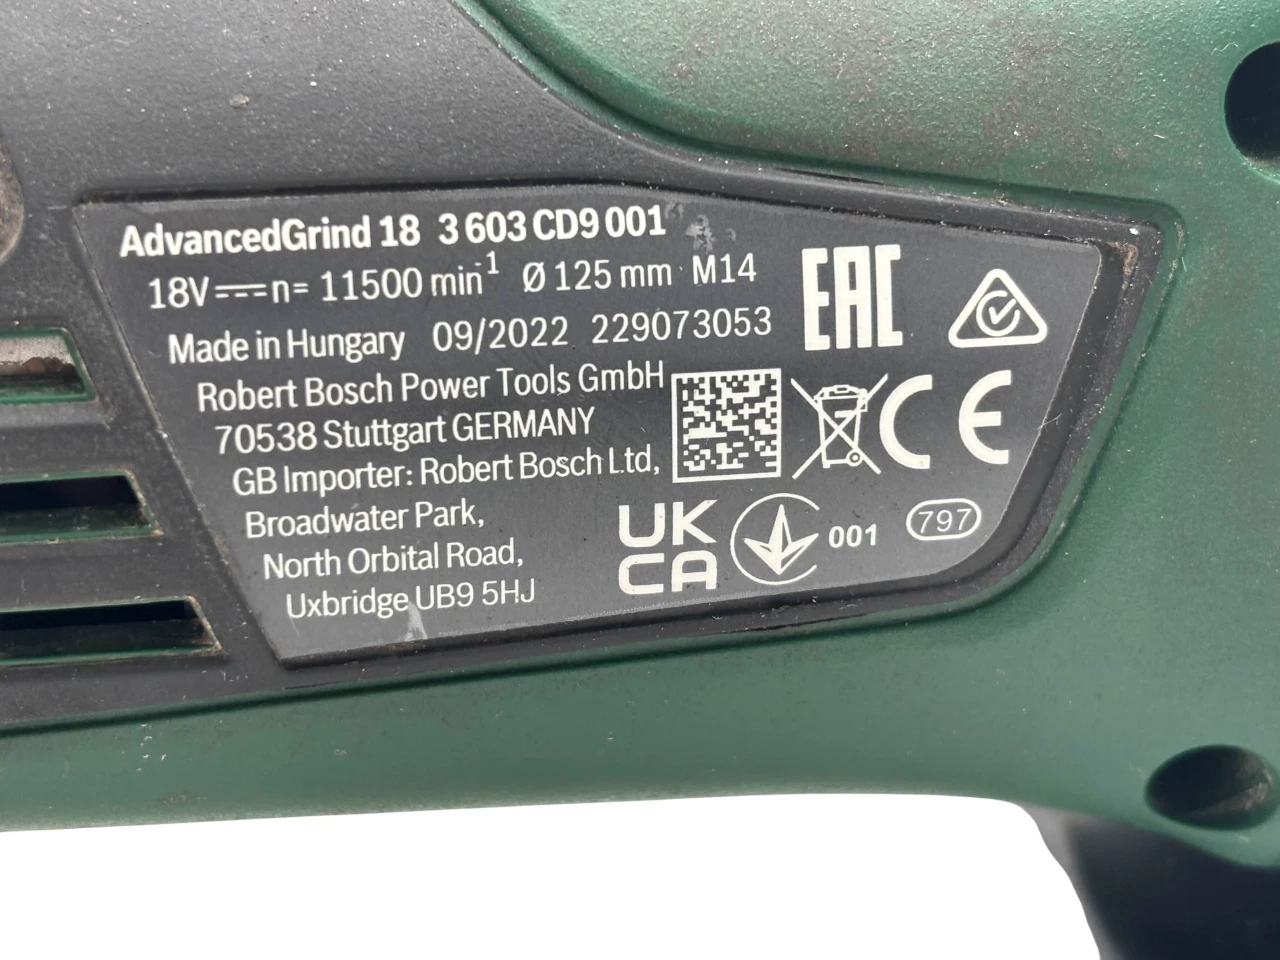 AdvancedGrind 18 3 603 CD9 001
18V⎓n= 11500 min¹ Ø 125 mm M14
Made in Hungary 09/2022 229073053
Robert Bosch Power Tools GmbH
70538 Stuttgart GERMANY
GB Importer: Robert Bosch Ltd,
Broadwater Park,
North Orbital Road,
Uxbridge UB9 5HJ
EAC
CE
UK
CA
001
797